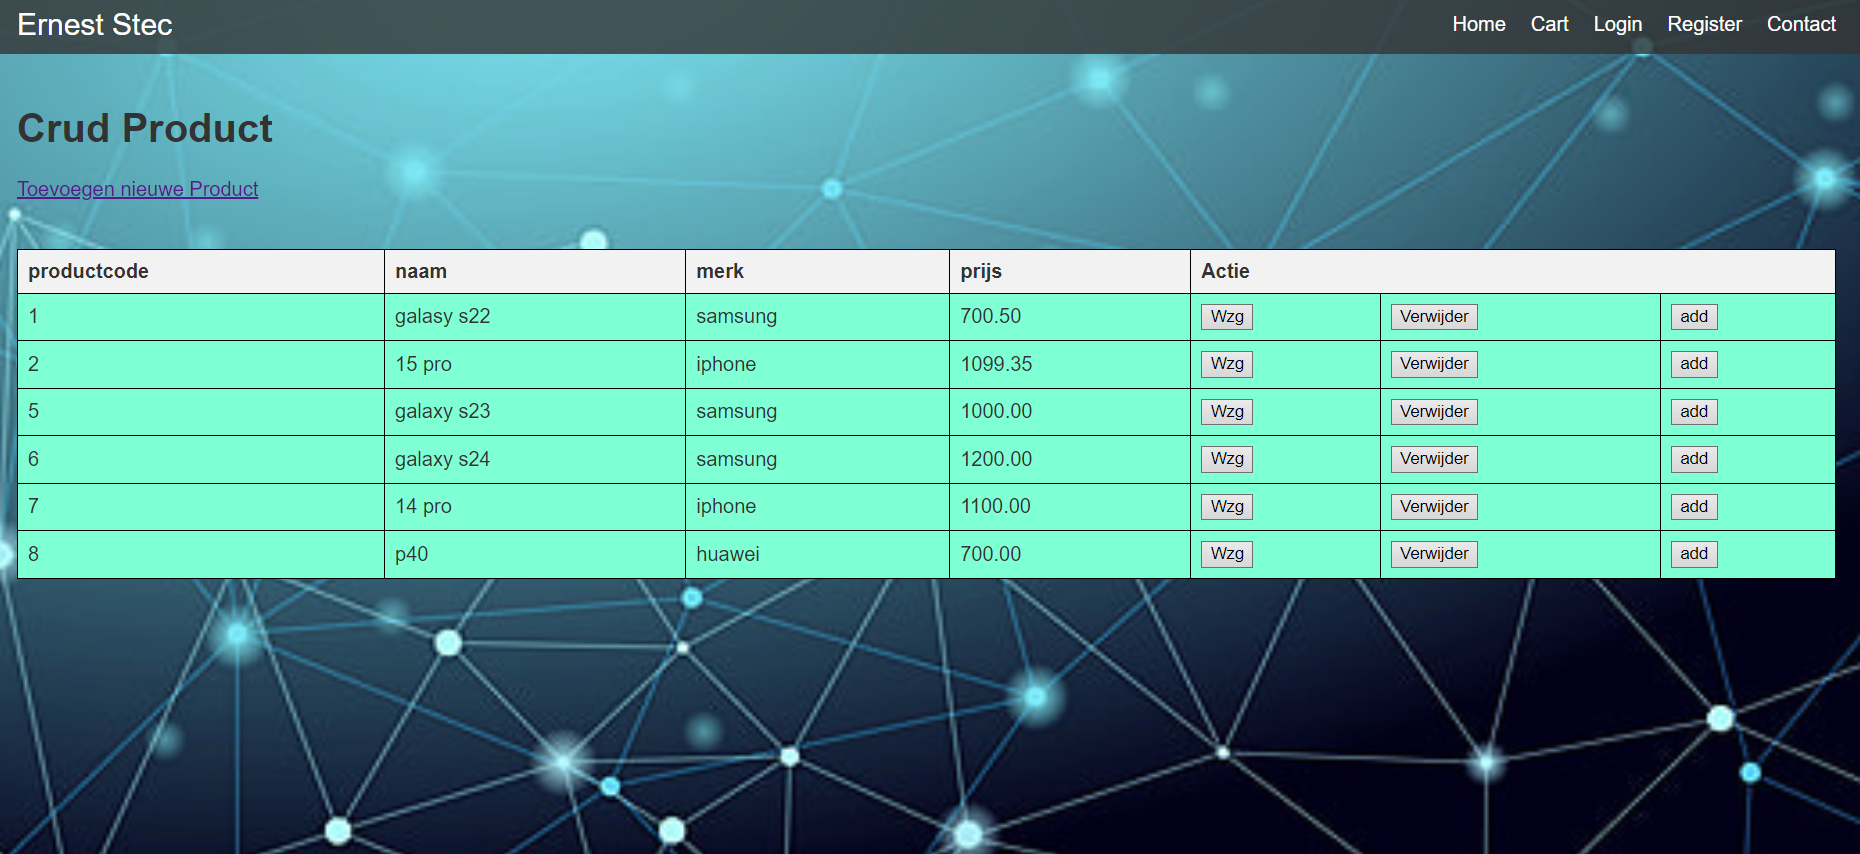 Ernest Stec Home Cart Login Register Contact
Crud Product
Toevoegen nieuwe Product
productcode naam merk prijs Actie
1 galasy s22 samsung 700.50 Wzg Verwijder add
2 15 pro iphone 1099.35 Wzg Verwijder add
5 galaxy s23 samsung 1000.00 Wzg Verwijder add
6 galaxy s24 samsung 1200.00 Wzg Verwijder add
7 14 pro iphone 1100.00 Wzg Verwijder add
8 p40 huawei 700.00 Wzg Verwijder add